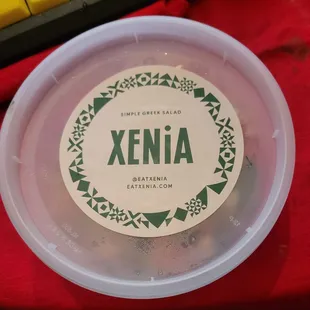 SIMPLE GREEK SALAD
XENiA
@EATXENIA
EATXENIA.COM